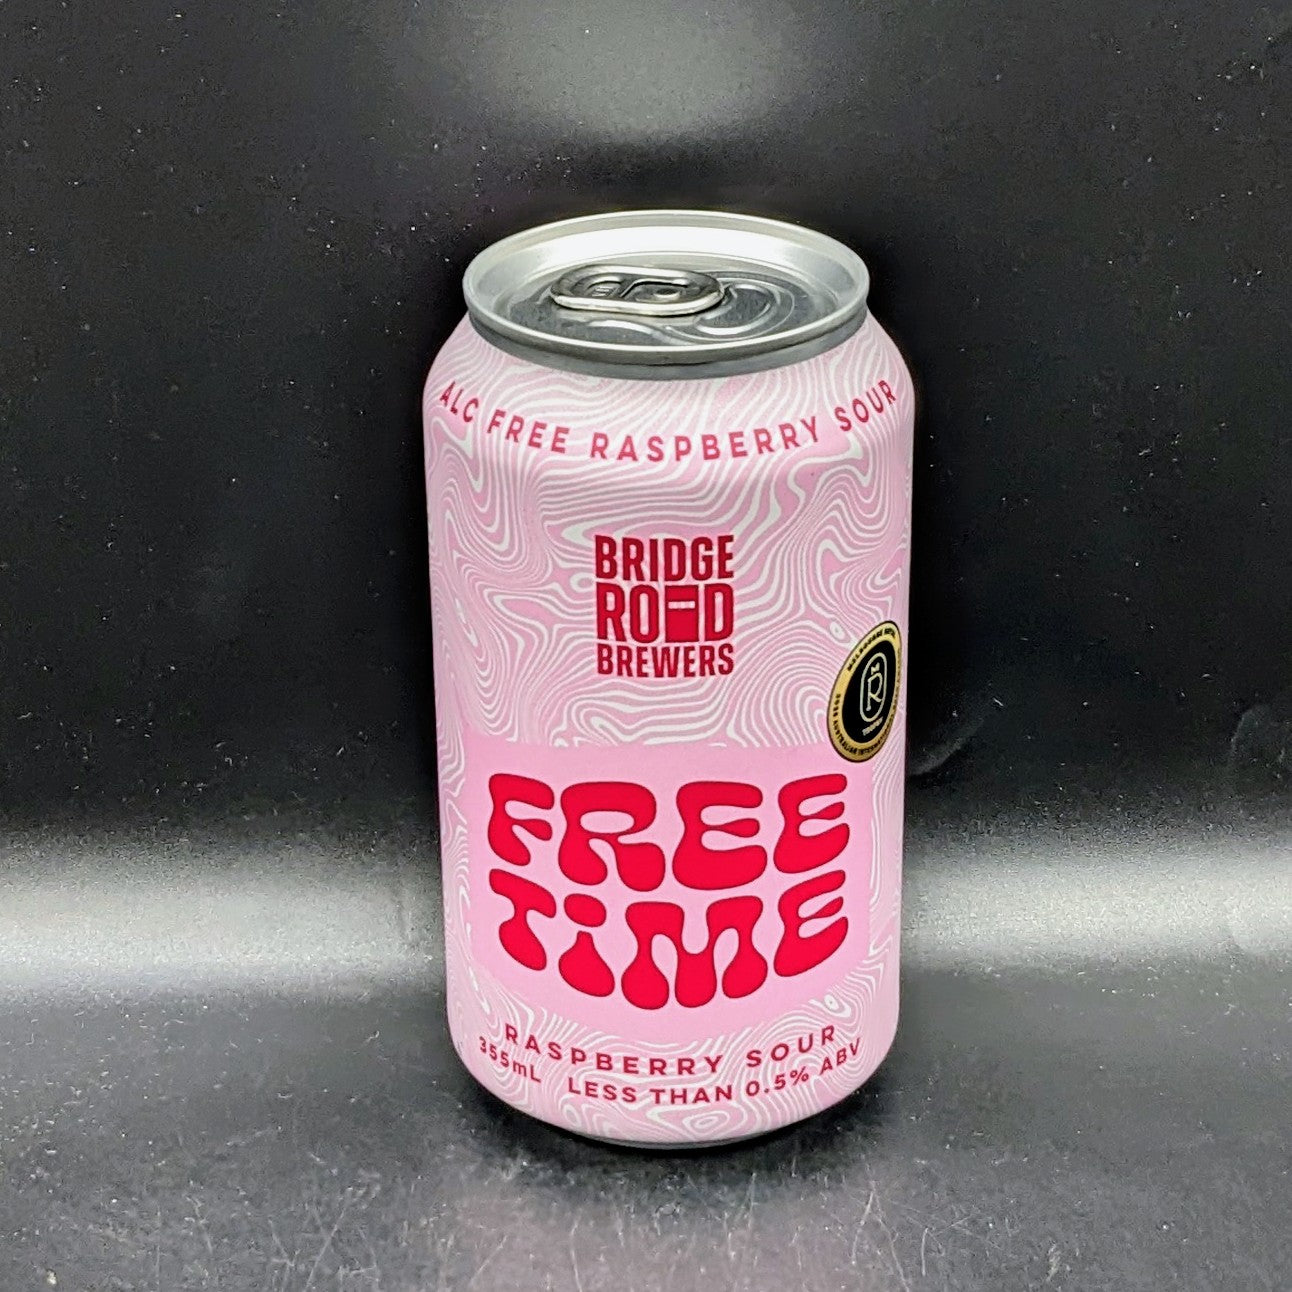 ALC FREE RASPBERRY SOUR
BRIDGE
ROAD
BREWERS
R
FREE
TiME
RASPBERRY SOUR
355mL LESS THAN 0.5% ABV